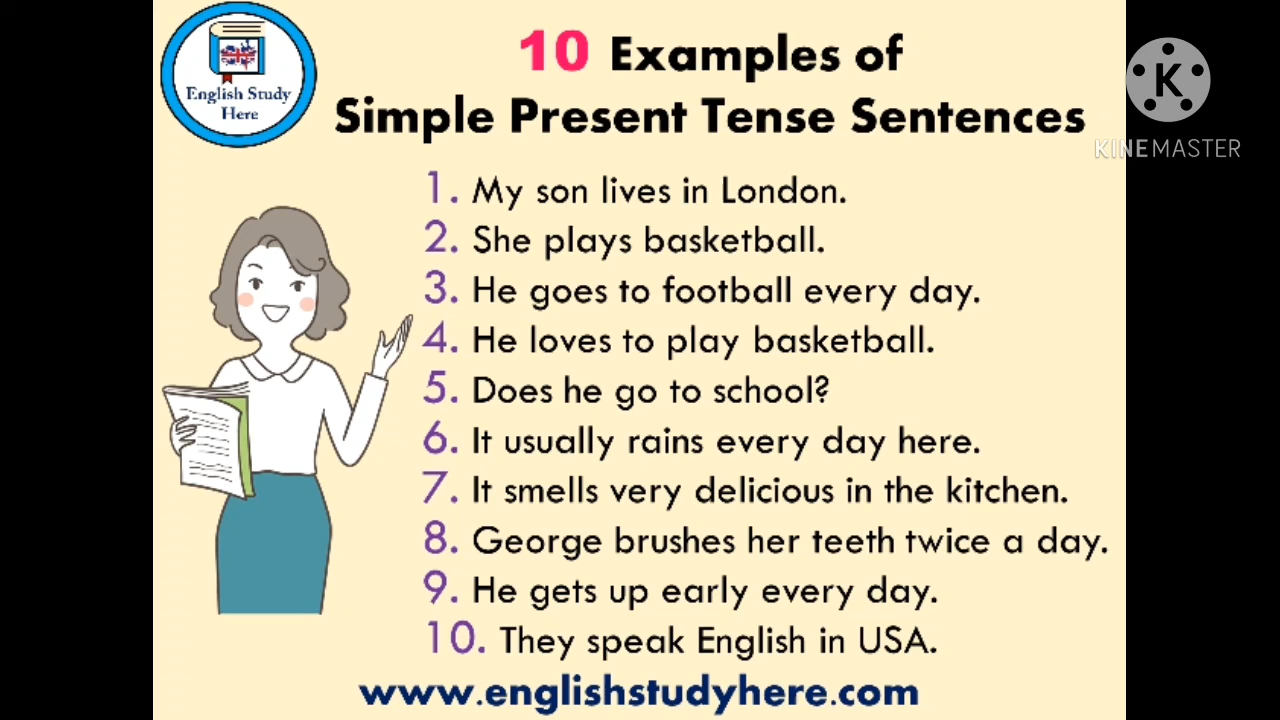 English Study
Here
10 Examples of
Simple Present Tense Sentences
K
KINEMASTER
1. My son lives in London.
2. She plays basketball.
3. He goes to football every day.
4. He loves to play basketball.
5. Does he go to school?
6. It usually rains every day here.
7. It smells very delicious in the kitchen.
8. George brushes her teeth twice a day.
9. He gets up early every day.
10. They speak English in USA.
www.englishstudyhere.com